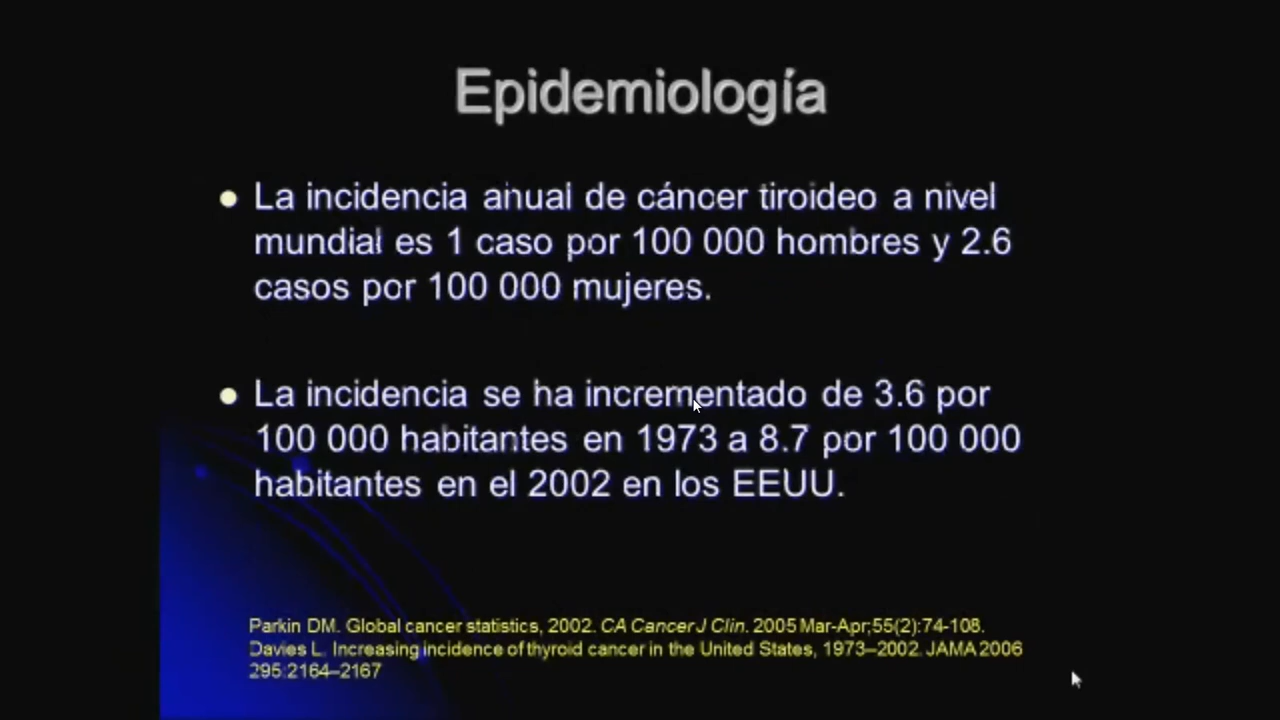 Epidemiología
La incidencia anual de cáncer tiroideo a nivel
mundial es 1 caso por 100 000 hombres y 2.6
casos por 100 000 mujeres.
La incidencia se ha incrementado de 3.6 por
100 000 habitantes en 1973 a 8.7 por 100 000
habitantes en el 2002 en los EEUU.
Parkin DM. Global cancer statistics, 2002. CA Cancer J Clin. 2005 Mar-Apr;55(2):74-108.
Davies L. Increasing incidence of thyroid cancer in the United States, 1973–2002. JAMA 2006
295:2164–2167